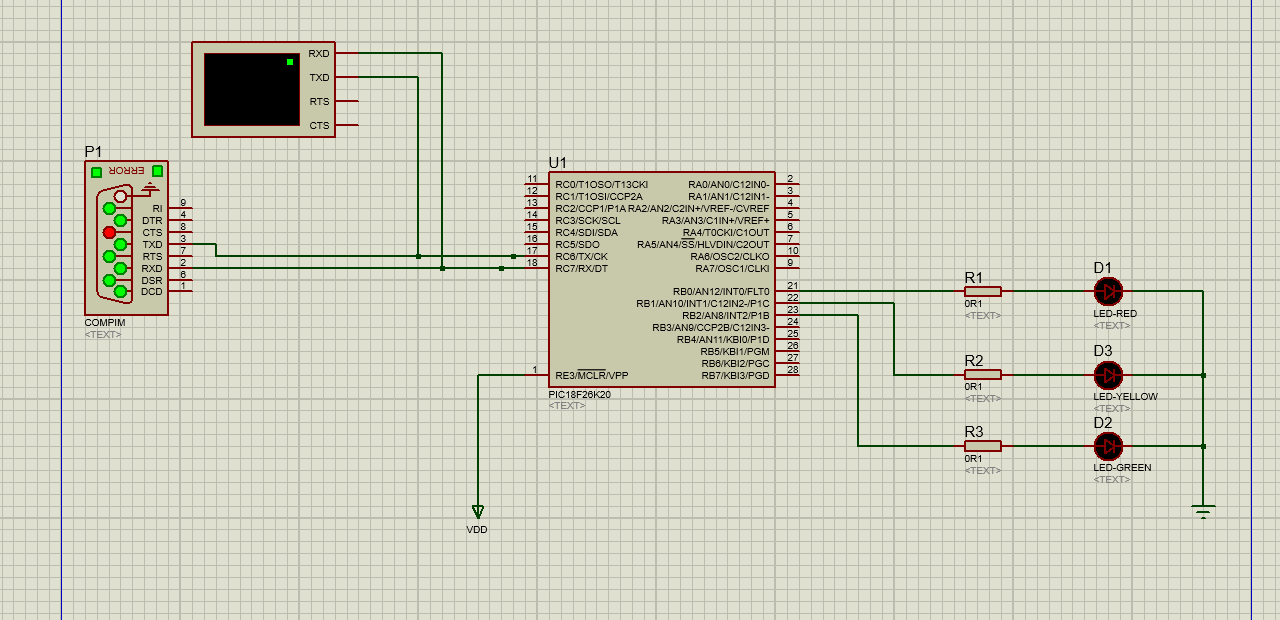 RXD
TXD
RTS
CTS
P1
ERROR
9 RI
4 DTR
8 CTS
3 TXD
7 RTS
2 RXD
6 DSR
1 DCD
COMPIM
<TEXT>
U1
11 RC0/T1OSO/T13CKI RA0/AN0/C12IN0- 2
12 RC1/T1OSI/CCP2A RA1/AN1/C12IN1- 3
13 RC2/CCP1/P1A RA2/AN2/C2IN+/VREF-/CVREF 4
14 RC3/SCK/SCL RA3/AN3/C1IN+/VREF+ 5
15 RC4/SDI/SDA RA4/T0CKI/C1OUT 6
16 RC5/SDO RA5/AN4/SS/HLVDIN/C2OUT 7
17 RC6/TX/CK RA6/OSC2/CLKO 10
18 RC7/RX/DT RA7/OSC1/CLKI 9
RB0/AN12/INT0/FLT0 21
RB1/AN10/INT1/C12IN2-/P1C 22
RB2/AN8/INT2/P1B 23
RB3/AN9/CCP2B/C12IN3- 24
RB4/AN11/KBI0/P1D 25
RB5/KBI1/PGM 26
RB6/KBI2/PGC 27
1 RE3/MCLR/VPP RB7/KBI3/PGD 28
PIC18F26K20
<TEXT>
VDD
R1
0R1
<TEXT>
D1
LED-RED
<TEXT>
R2
0R1
<TEXT>
D3
LED-YELLOW
<TEXT>
R3
0R1
<TEXT>
D2
LED-GREEN
<TEXT>